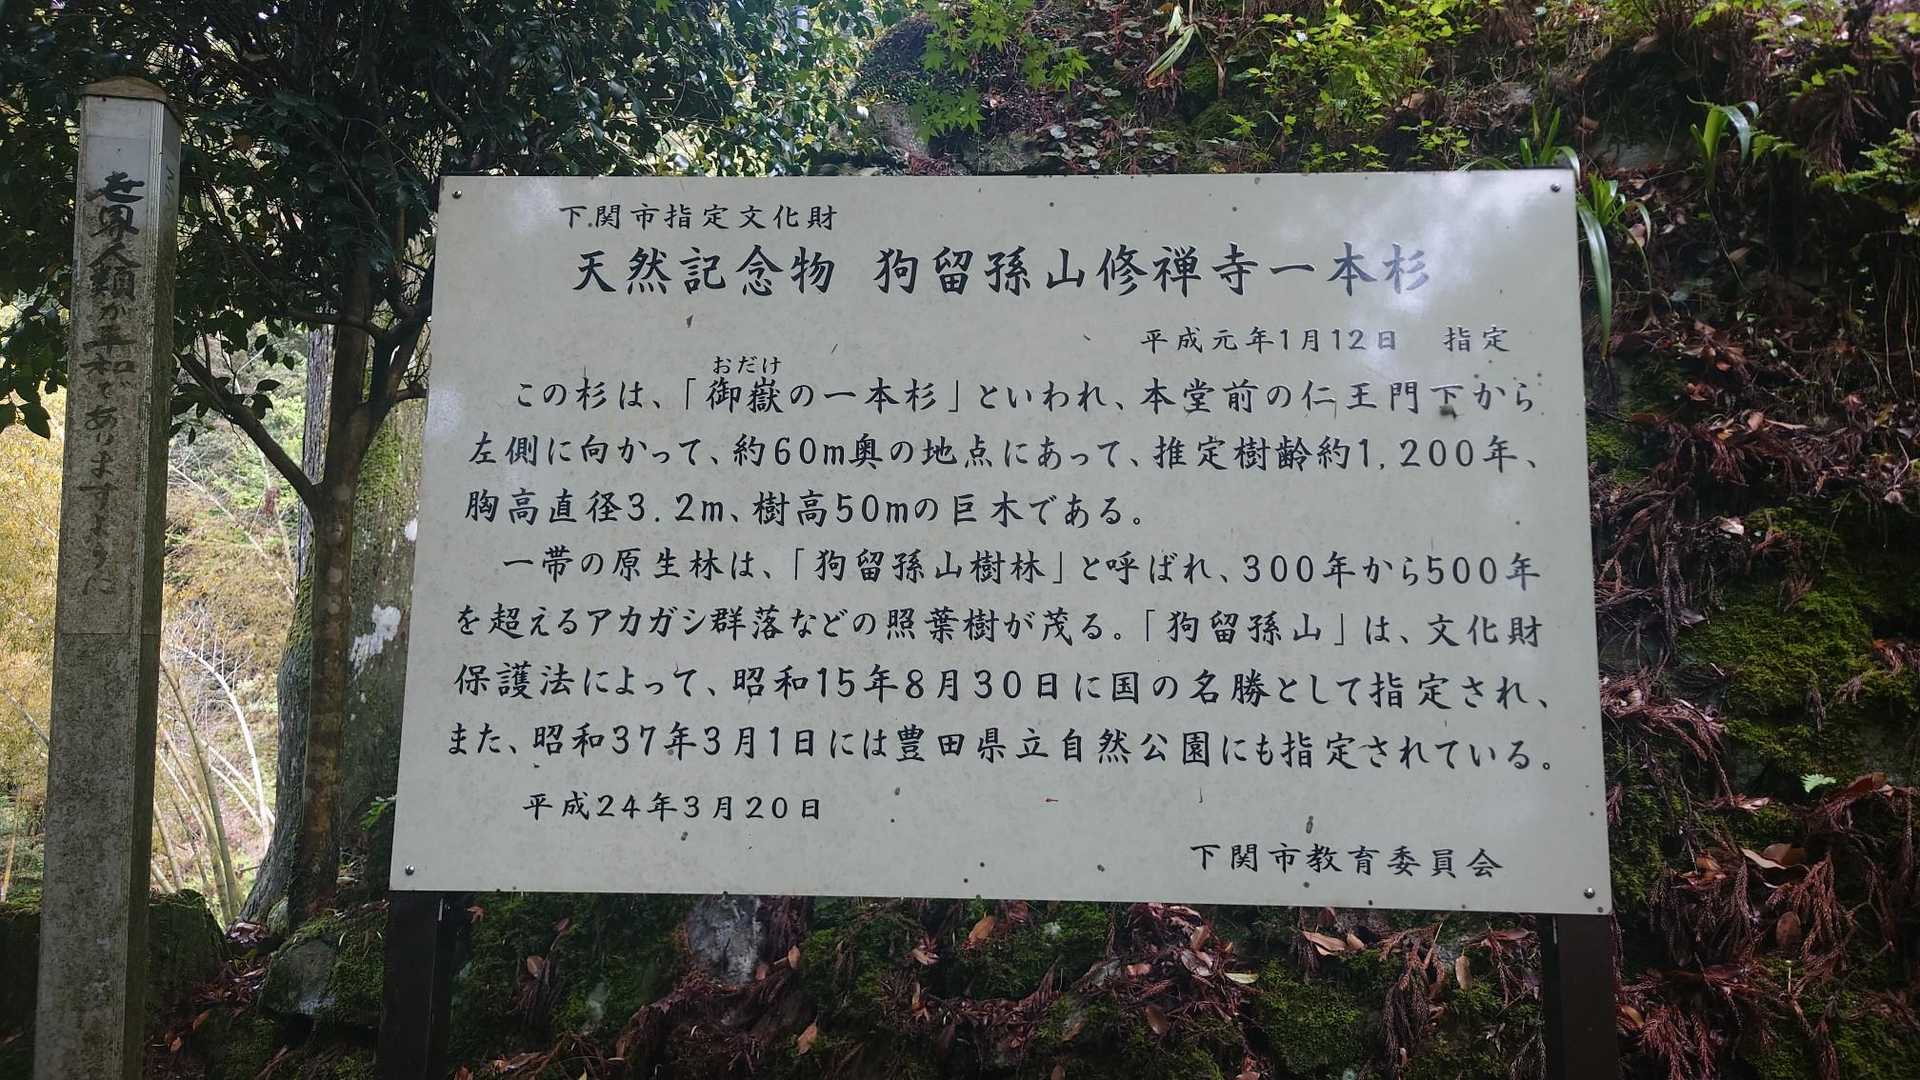 世界人類が平和でありますように
下関市指定文化財
天然記念物 狗留孫山修禅寺一本杉
平成元年1月12日 指定
おだけ
この杉は、「御嶽の一本杉」といわれ、本堂前の仁王門下から
左側に向かって、約60m奥の地点にあって、推定樹齢約1,200年、
胸高直径3.2m、樹高50mの巨木である。
一帯の原生林は、「狗留孫山樹林」と呼ばれ、300年から500年
を超えるアカガシ群落などの照葉樹が茂る。「狗留孫山」は、文化財
保護法によって、昭和15年8月30日に国の名勝として指定され、
また、昭和37年3月1日には豊田県立自然公園にも指定されている。
平成24年3月20日
下関市教育委員会